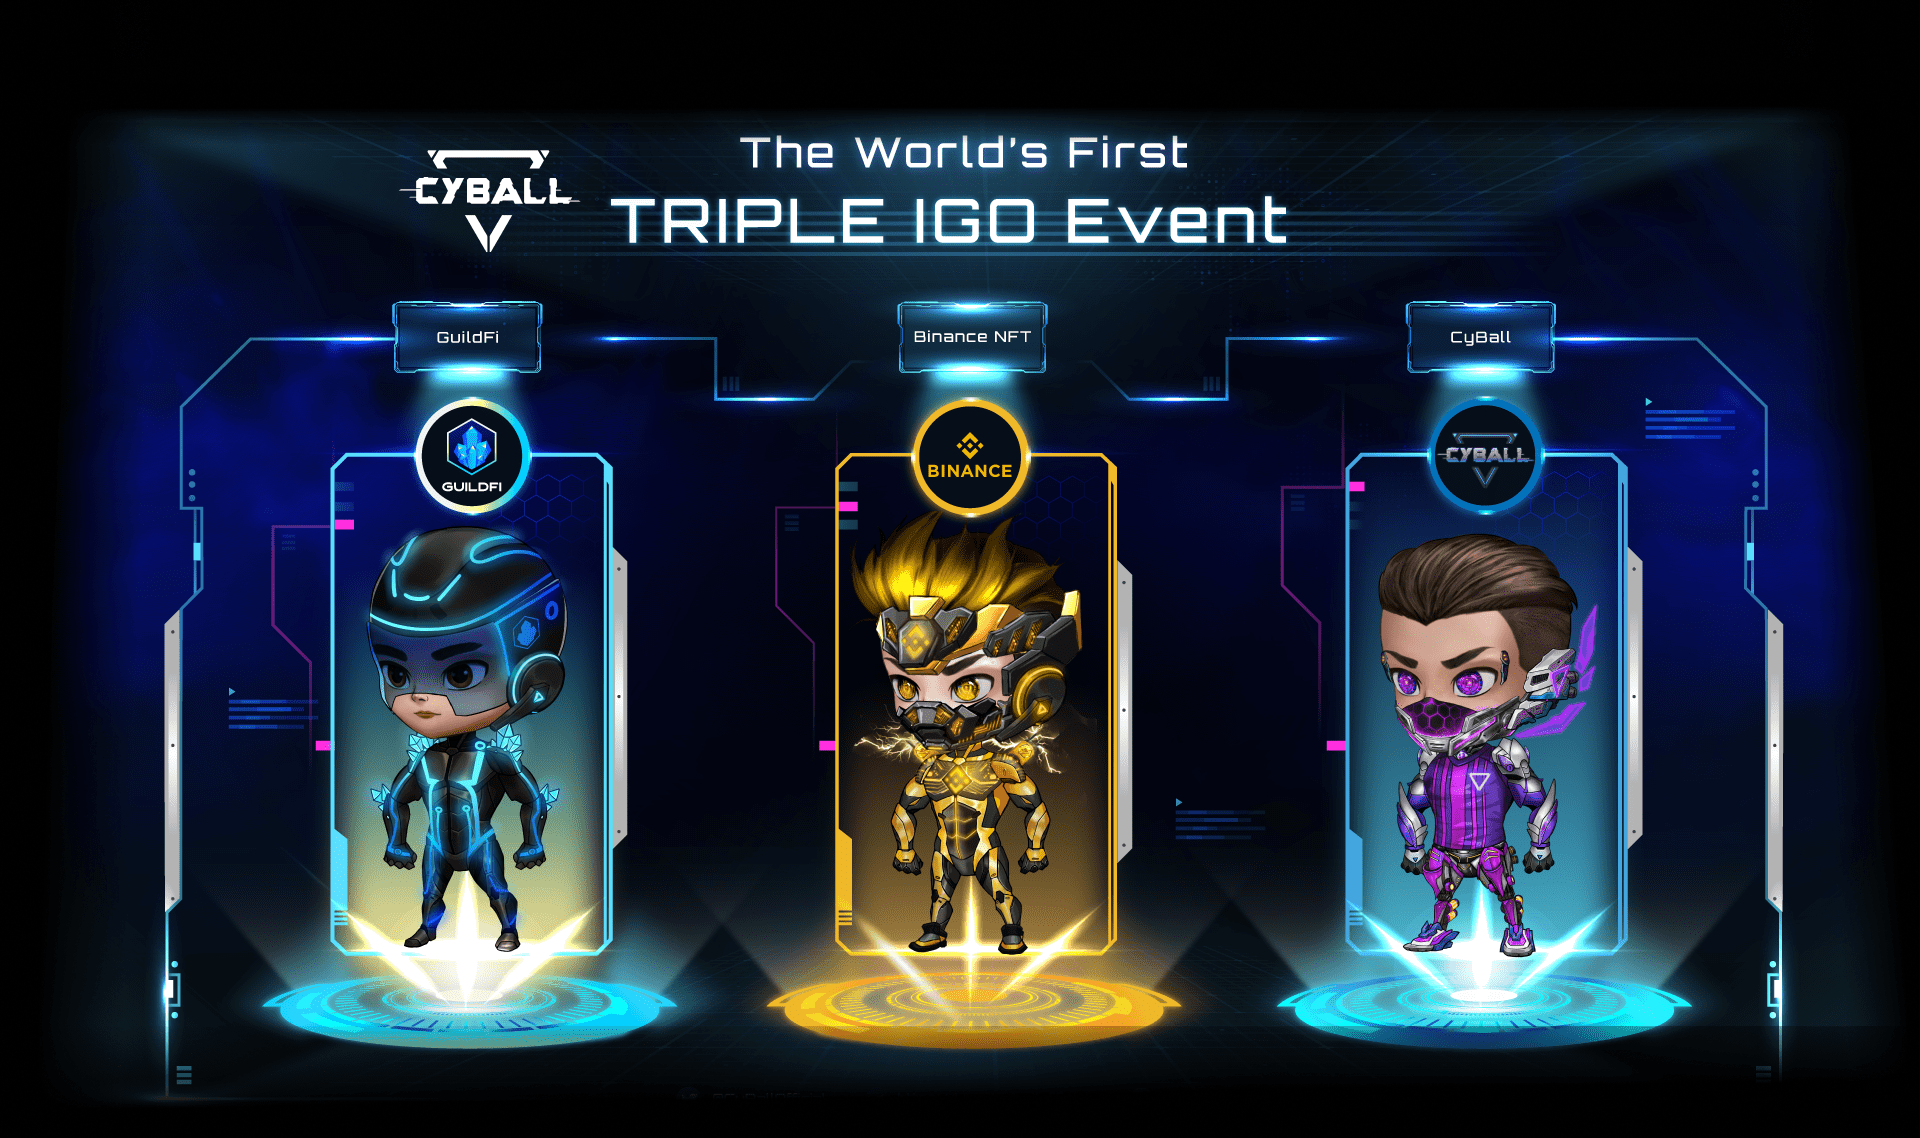 CYBALL
The World's First
TRIPLE IGO Event
GuildFi
Binance NFT
CyBall
GUILDFI
BINANCE
CYBALL